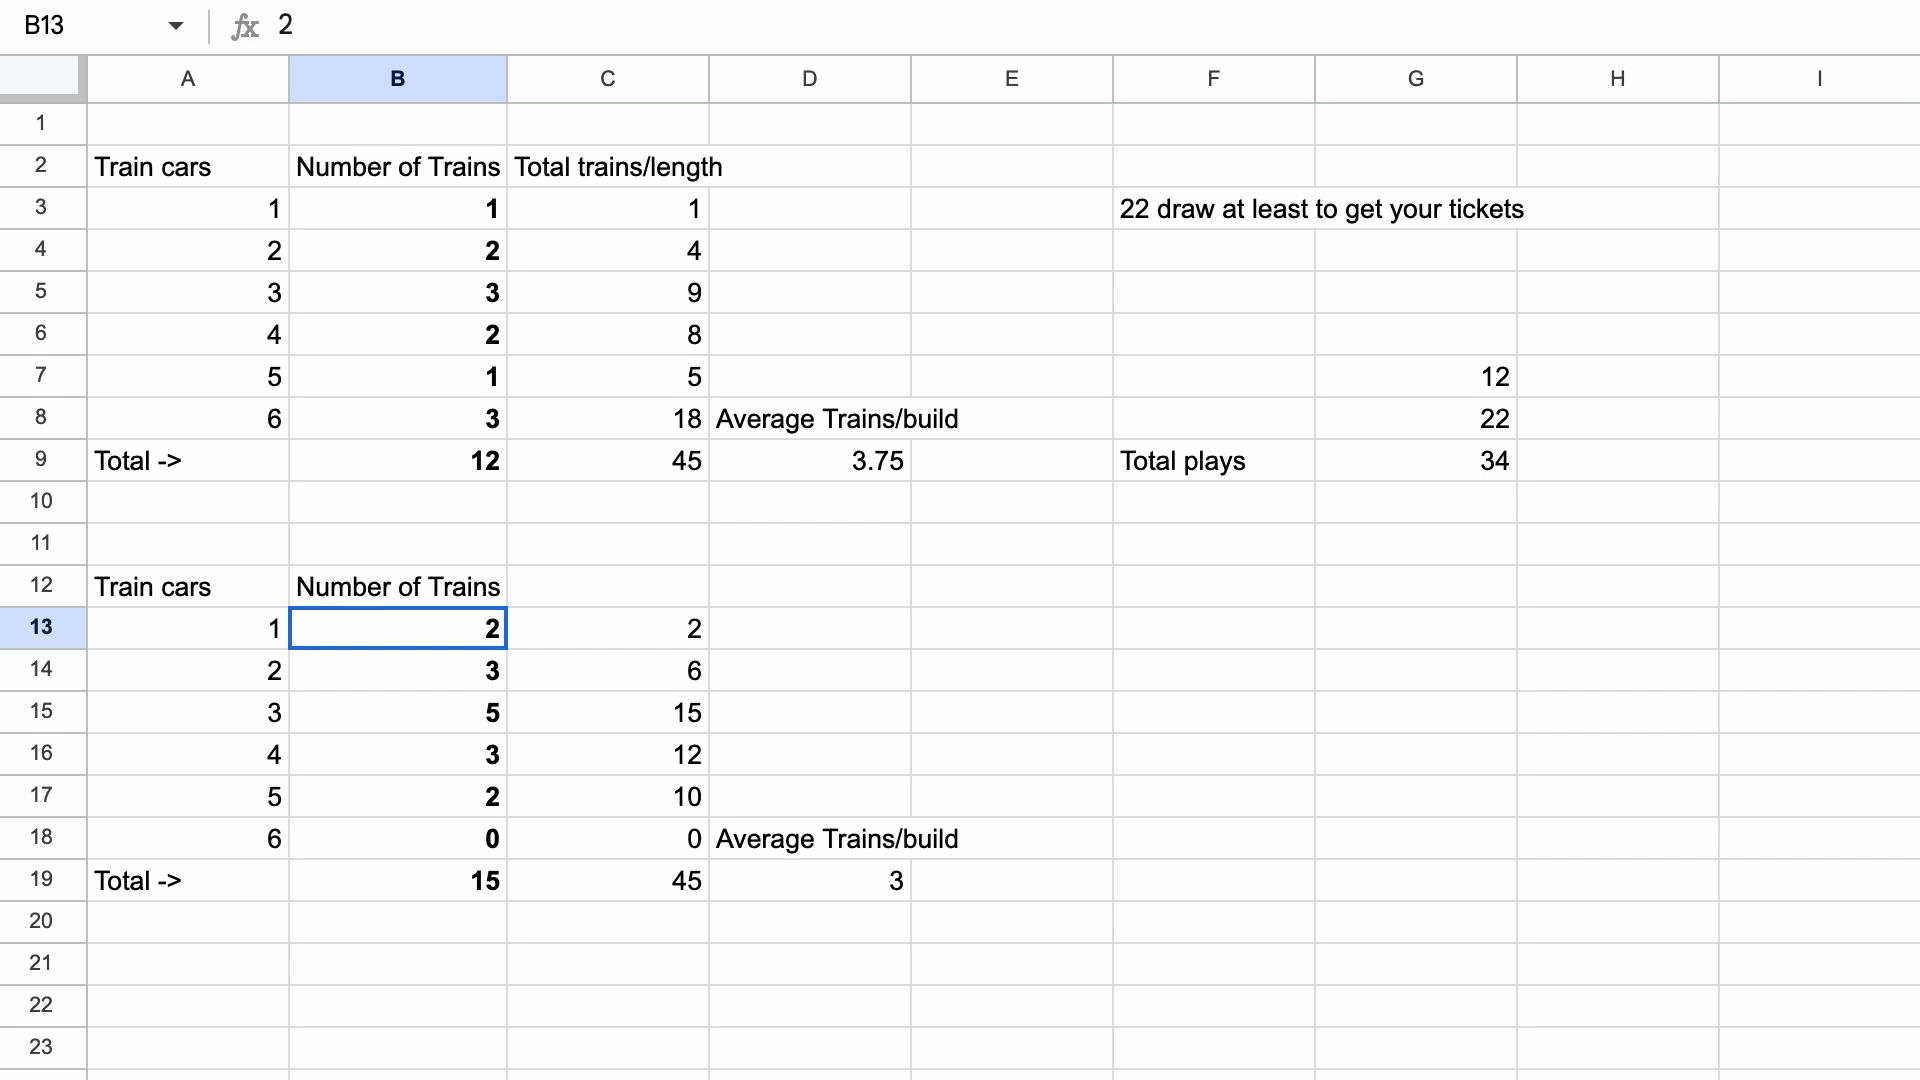 B13 fx 2
A B C D E F G H I
1
2 Train cars Number of Trains Total trains/length
3 1 1 1 22 draw at least to get your tickets
4 2 2 4
5 3 3 9
6 4 2 8
7 5 1 5 12
8 6 3 18 Average Trains/build 22
9 Total -> 12 45 3.75 Total plays 34
10
11
12 Train cars Number of Trains
13 1 2 2
14 2 3 6
15 3 5 15
16 4 3 12
17 5 2 10
18 6 0 0 Average Trains/build
19 Total -> 15 45 3
20
21
22
23